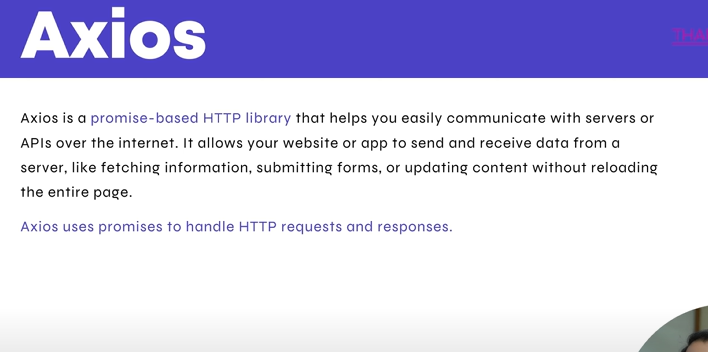 Axios
Axios is a promise-based HTTP library that helps you easily communicate with servers or
APIs over the internet. It allows your website or app to send and receive data from a
server, like fetching information, submitting forms, or updating content without reloading
the entire page.
Axios uses promises to handle HTTP requests and responses.